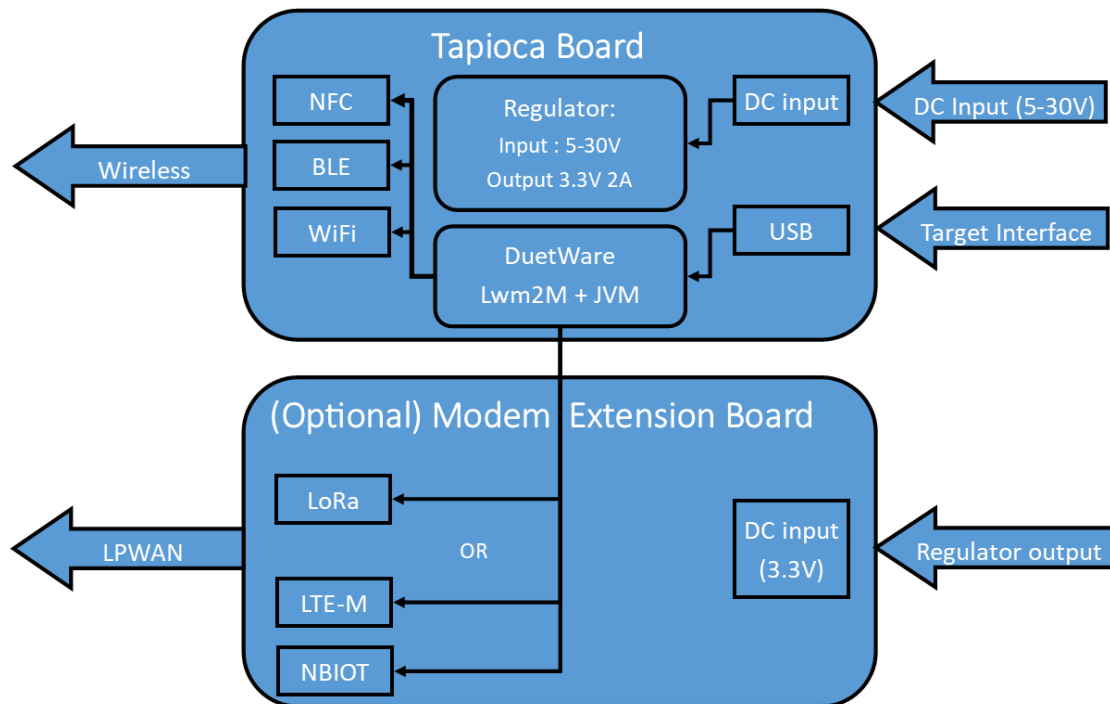 Tapioca Board
NFC
BLE
WiFi
Regulator:
Input : 5-30V
Output 3.3V 2A
DuetWare
Lwm2M + JVM
DC input
USB
DC Input (5-30V)
Target Interface
Wireless
(Optional) Modem Extension Board
LoRa
OR
LTE-M
NBIOT
DC input
(3.3V)
LPWAN
Regulator output